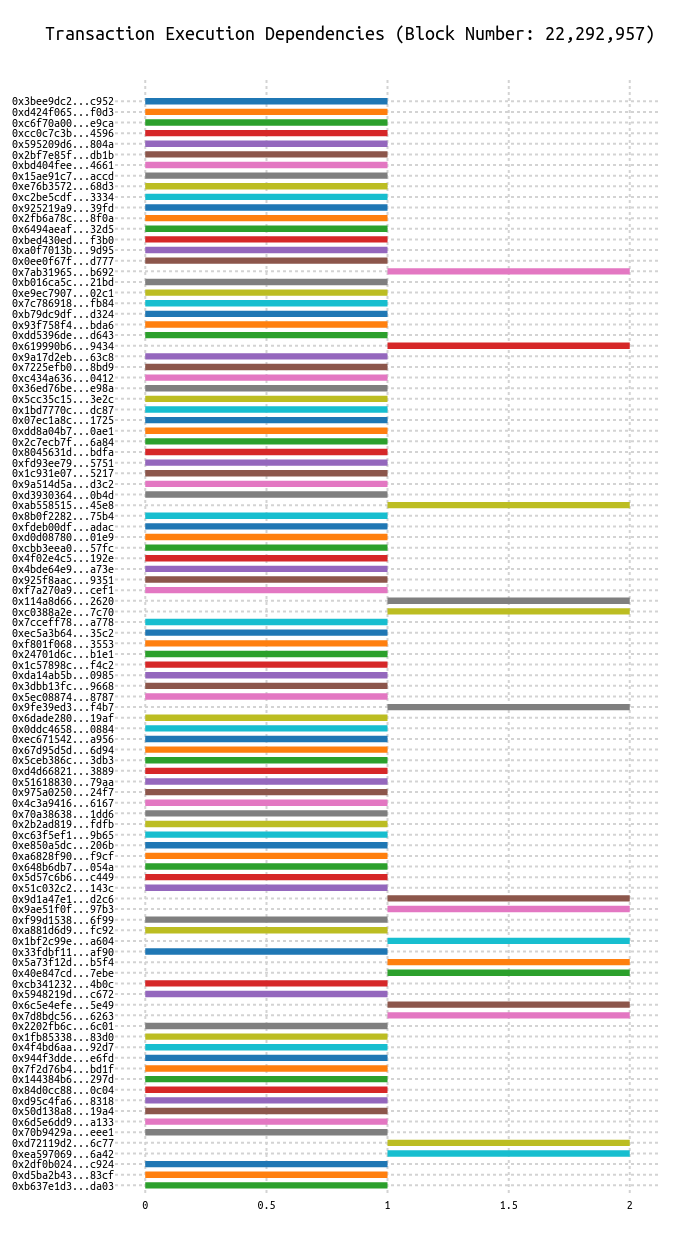 Transaction Execution Dependencies (Block Number: 22,292,957)
0x3bee9dc2...c952
0xd424f065...f0d3
0xc6f70a00...e9ca
0xcc0c7c3b...4596
0x595209d6...804a
0x2bf7e85f...db1b
0xbd404fee...4661
0x15ae91c7...accd
0xe76b3572...68d3
0xc2be5cdf...3334
0x925219a9...39fd
0x2fb6a78c...8f0a
0x6494aeaf...32d5
0xbed430ed...f3b0
0xa0f7013b...9d95
0x0ee0f67f...d777
0x7ab31965...b692
0xb016ca5c...21bd
0xe9ec7907...02c1
0x7c786918...fb84
0xb79dc9df...d324
0x93f758f4...bda6
0xdd5396de...d643
0x619990b6...9434
0x9a17d2eb...63c8
0x7225efb0...8bd9
0xc434a636...0412
0x36ed76be...e98a
0x5cc35c15...3e2c
0x1bd7770c...dc87
0x07ec1a8c...1725
0xdd8a04b7...0ae1
0x2c7ecb7f...6a84
0x8045631d...bdfa
0xfd93ee79...5751
0x1c931e07...5217
0x9a514d5a...d3c2
0xd3930364...0b4d
0xab558515...45e8
0x8b0f2282...75b4
0xfdeb00df...adac
0xd0d08780...01e9
0xcbb3eea0...57fc
0x4f02e4c5...192e
0x4bde64e9...a73e
0x925f8aac...9351
0xf7a270a9...cef1
0x114a8d66...2620
0xc0388a2e...7c70
0x7cceff78...a778
0xec5a3b64...35c2
0xf801f068...3553
0x24701d6c...b1e1
0x1c57898c...f4c2
0xda14ab5b...0985
0x3dbb13fc...9668
0x5ec08874...8787
0x9fe39ed3...f4b7
0x6dade280...19af
0x0ddc4658...0884
0xec671542...a956
0x67d95d5d...6d94
0x5ceb386c...3db3
0xd4d66821...3889
0x51618830...79aa
0x975a0250...24f7
0x4c3a9416...6167
0x70a38638...1dd6
0x2b2ad819...fdfb
0xc63f5ef1...9b65
0xe850a5dc...206b
0xa6828f90...f9cf
0x648b6db7...054a
0x5d57c6b6...c449
0x51c032c2...143c
0x9d1a47e1...d2c6
0x9ae51f0f...97b3
0xf99d1538...6f99
0xa881d6d9...fc92
0x1bf2c99e...a604
0x33fdbf11...af90
0x5a73f12d...b5f4
0x40e847cd...7ebe
0xcb341232...4b0c
0x5948219d...c672
0x6c5e4efe...5e49
0x7d8bdc56...6263
0x2202fb6c...6c01
0x1fb85338...83d0
0x4f4bd6aa...92d7
0x944f3dde...e6fd
0x7f2d76b4...bd1f
0x144384b6...297d
0x84d0cc88...0c04
0xd95c4fa6...8318
0x50d138a8...19a4
0x6d5e6dd9...a133
0x70b9429a...eee1
0xd72119d2...6c77
0xea597069...6a42
0x2df0b024...c924
0xd5ba2b43...83cf
0xb637e1d3...da03
0 0.5 1 1.5 2